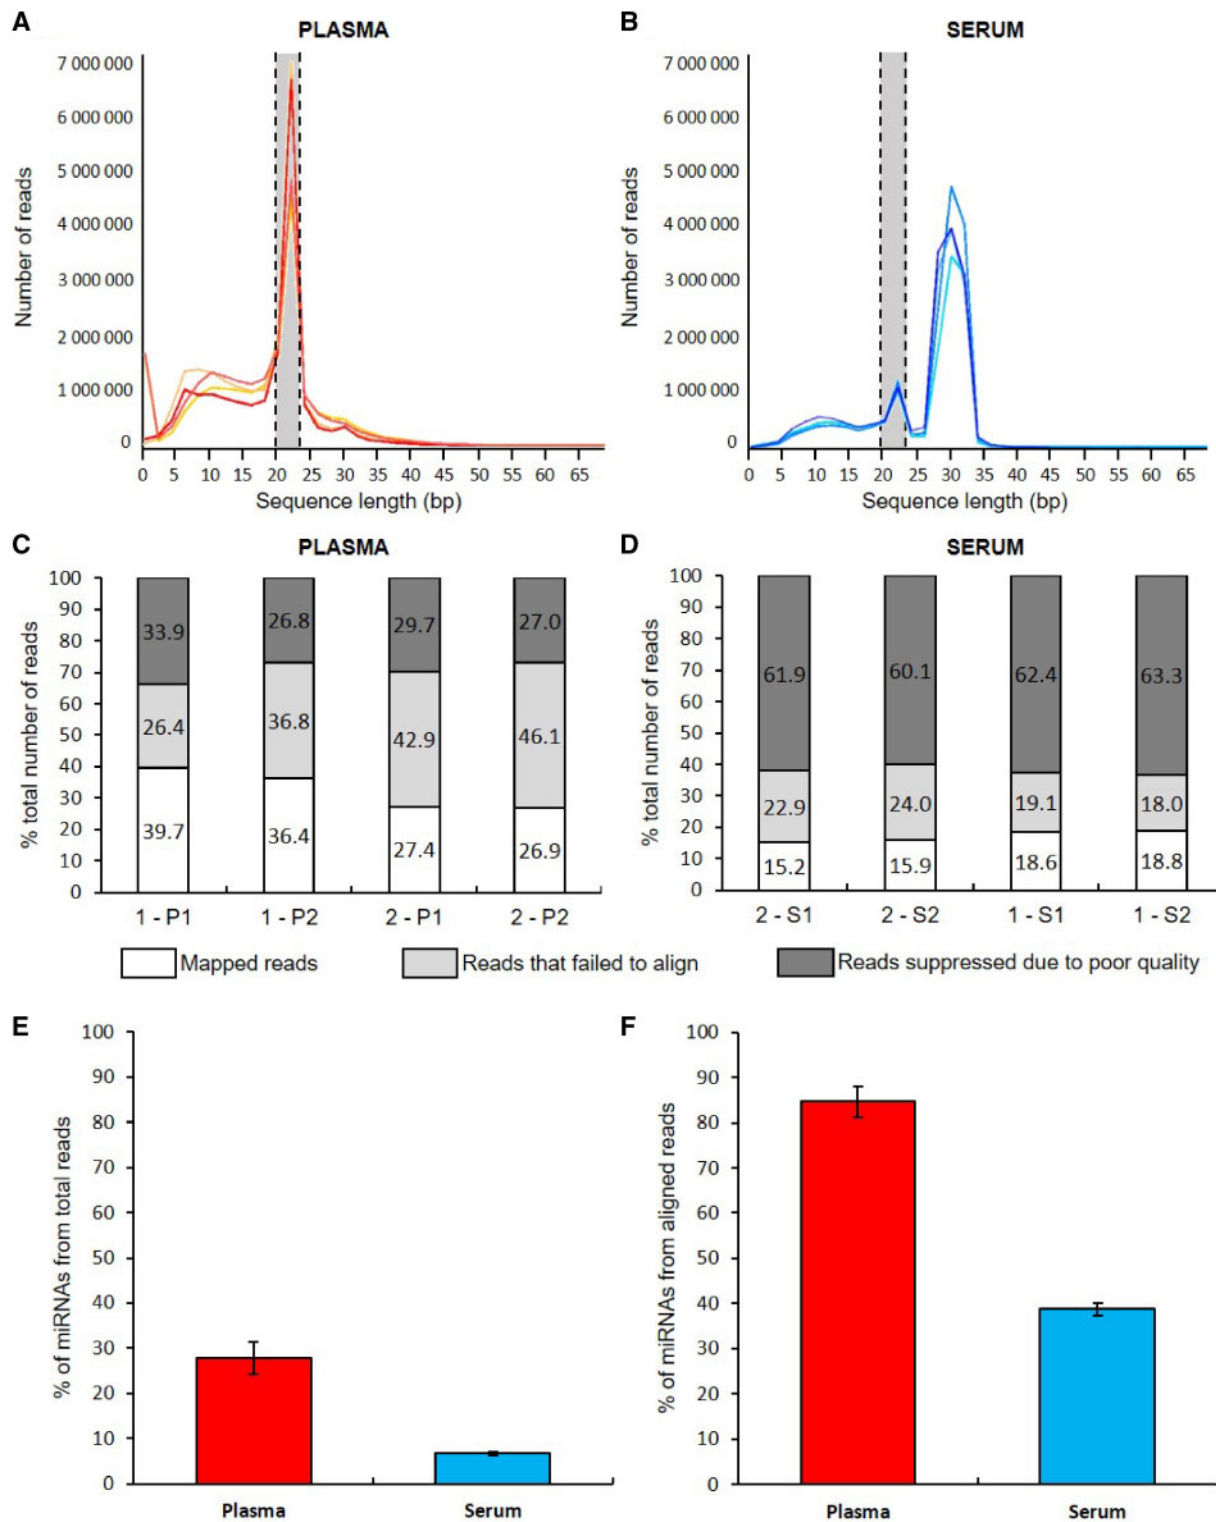 A
PLASMA
7 000 000
6 000 000
5 000 000
4 000 000
3 000 000
2 000 000
1 000 000
0
Number of reads
0 5 10 15 20 25 30 35 40 45 50 55 60 65
Sequence length (bp)
B
SERUM
7 000 000
6 000 000
5 000 000
4 000 000
3 000 000
2 000 000
1 000 000
0
Number of reads
0 5 10 15 20 25 30 35 40 45 50 55 60 65
Sequence length (bp)
C
PLASMA
% total number of reads
100
90
80
70
60
50
40
30
20
10
0
33.9 26.8 29.7 27.0
26.4 36.8 42.9 46.1
39.7 36.4 27.4 26.9
1 - P1 1 - P2 2 - P1 2 - P2
D
SERUM
% total number of reads
100
90
80
70
60
50
40
30
20
10
0
61.9 60.1 62.4 63.3
22.9 24.0 19.1 18.0
15.2 15.9 18.6 18.8
2 - S1 2 - S2 1 - S1 1 - S2
Mapped reads
Reads that failed to align
Reads suppressed due to poor quality
E
% of miRNAs from total reads
100
90
80
70
60
50
40
30
20
10
0
Plasma Serum
F
% of miRNAs from aligned reads
100
90
80
70
60
50
40
30
20
10
0
Plasma Serum